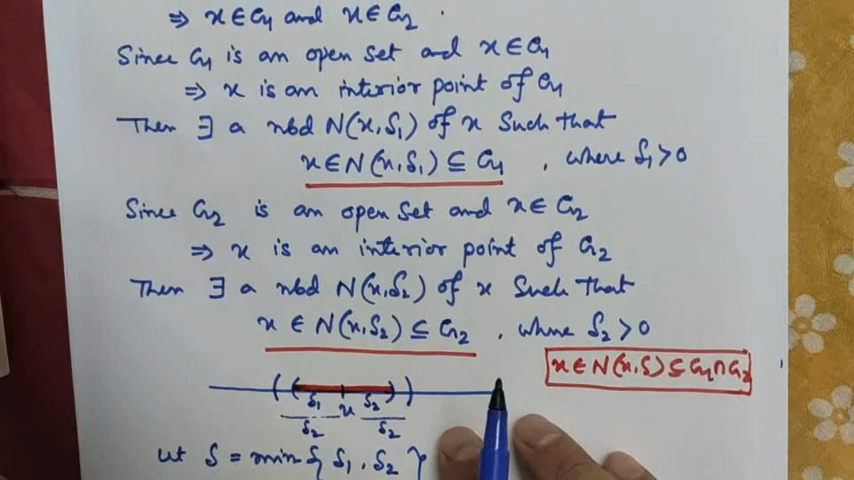 ⇒ x ∈ G₁ and x ∈ G₂.
Since G₁ is an open set and x ∈ G₁
⇒ x is an interior point of G₁
Then ∃ a nbd N(x, δ₁) of x such that
x ∈ N(x, δ₁) ⊆ G₁ , where δ₁ > 0
Since G₂ is an open set and x ∈ G₂
⇒ x is an interior point of G₂
Then ∃ a nbd N(x, δ₂) of x such that
x ∈ N(x, δ₂) ⊆ G₂ , where δ₂ > 0
x ∈ N(x, δ) ⊆ G₁ ∩ G₂
( ( ) )
δ₁ x δ₂
δ₂ δ₂
Let δ = min { δ₁, δ₂ }